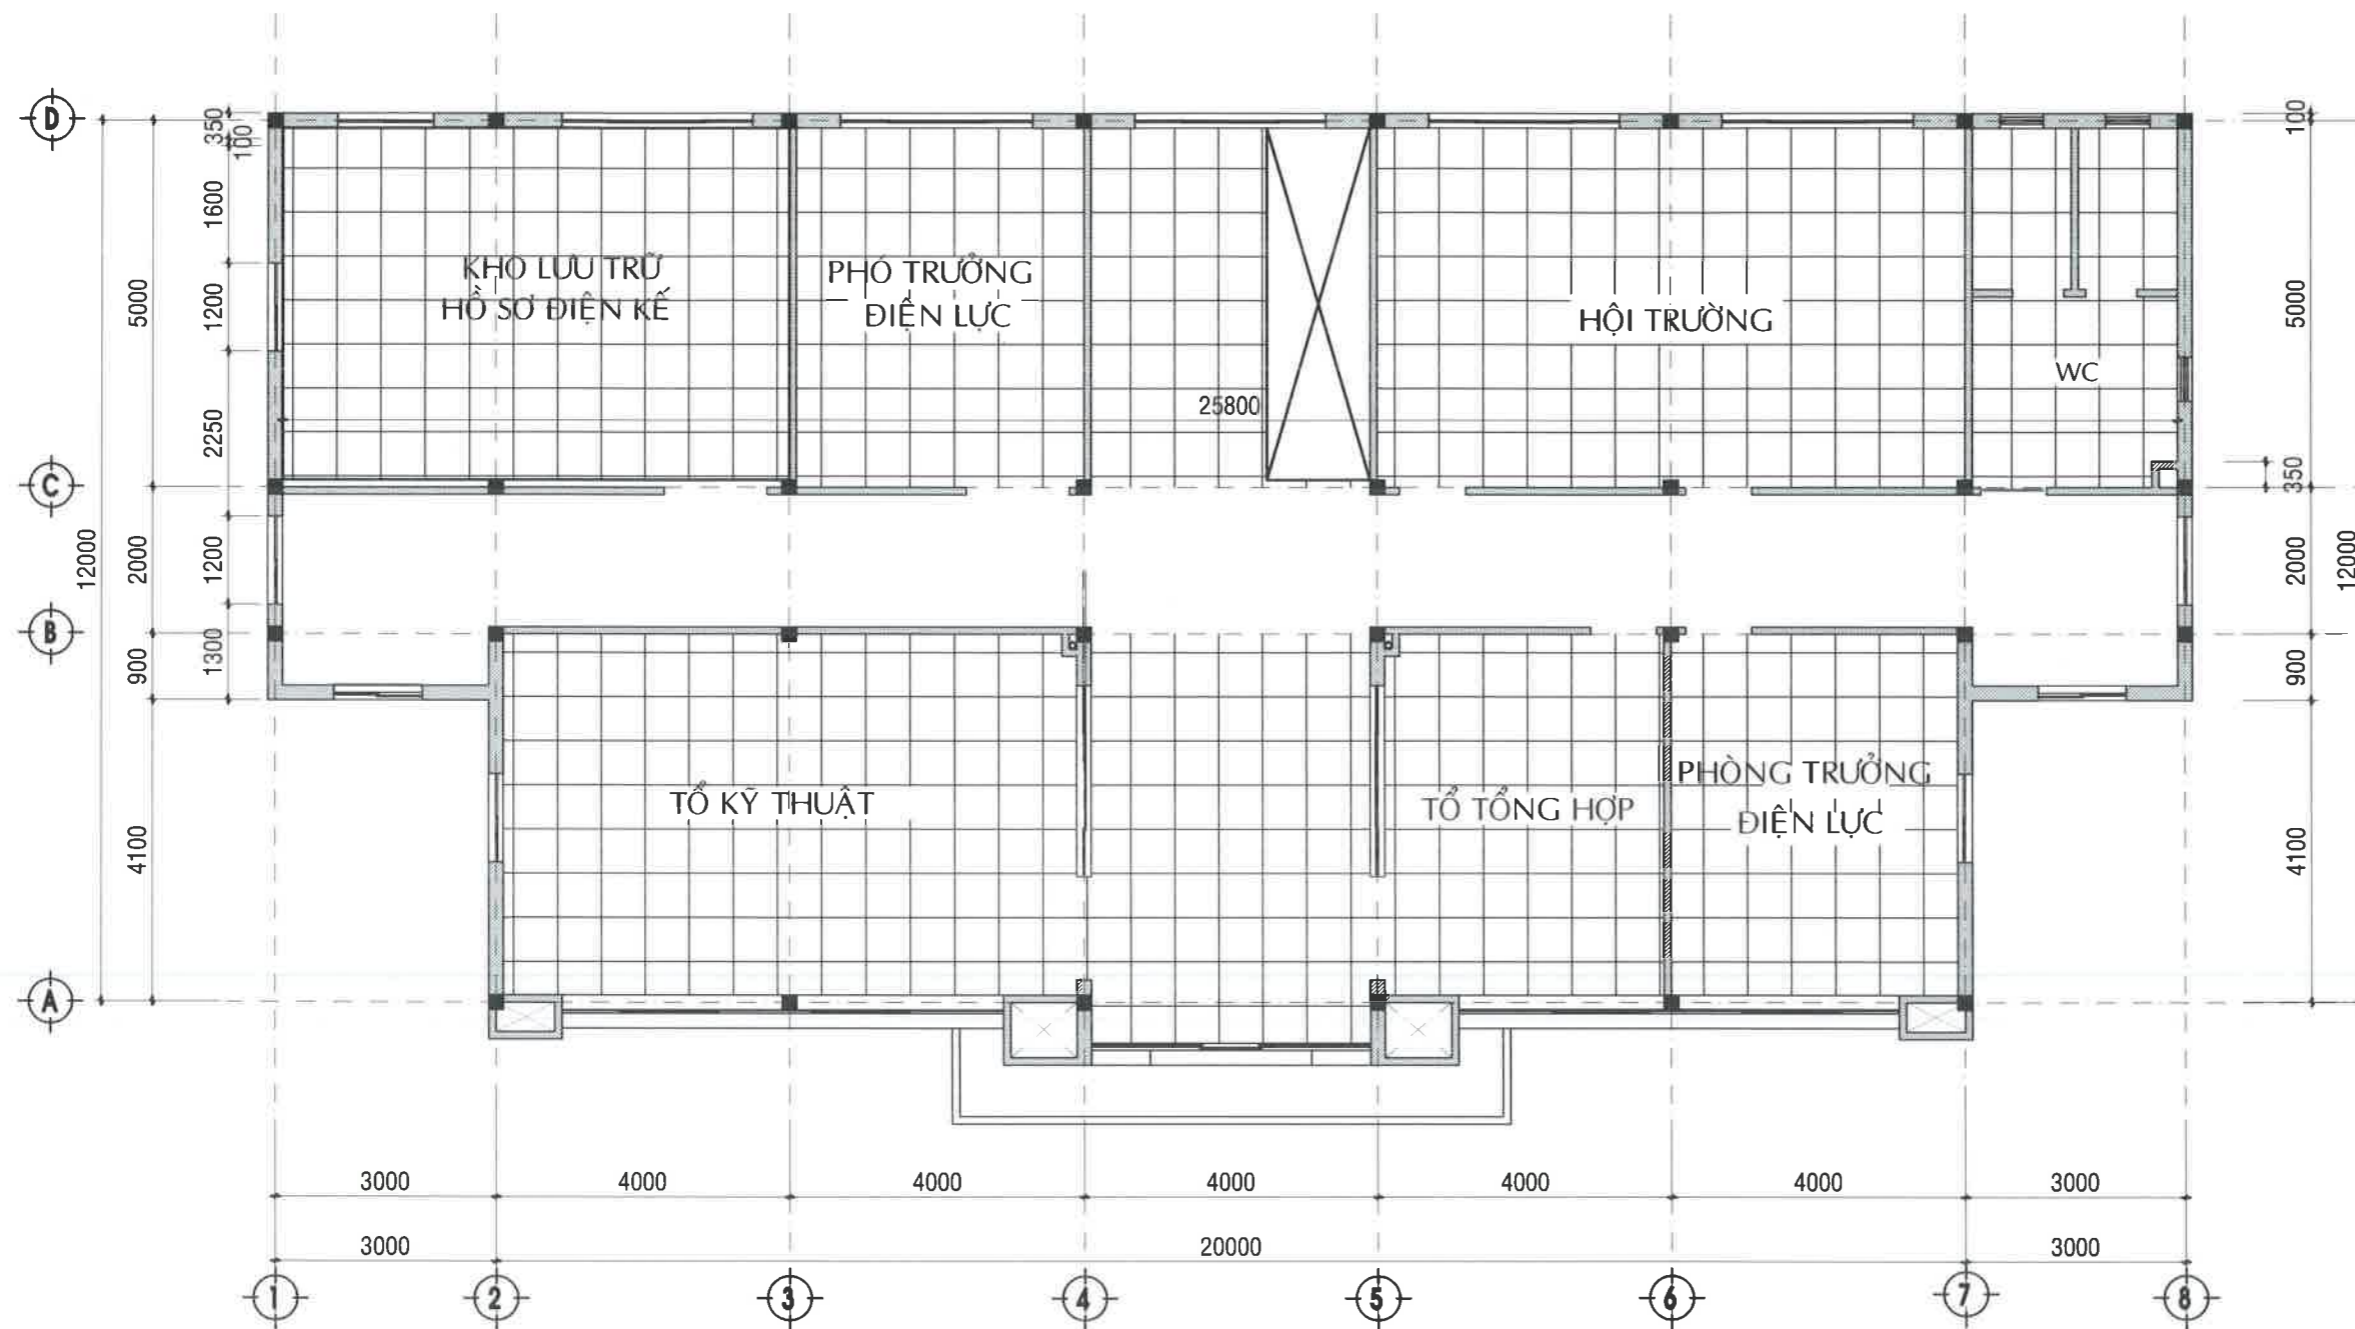 D
350
100
1600
1200
2250
1200
1300
5000
2000
900
4100
12000
C
B
A
KHO LƯU TRỮ
HỒ SƠ ĐIỆN KẾ
PHÓ TRƯỞNG
ĐIỆN LỰC
25800
HỘI TRƯỜNG
WC
100
5000
350
2000
12000
900
4100
TỔ KỸ THUẬT
TỔ TỔNG HỢP
PHÒNG TRƯỞNG
ĐIỆN LỰC
3000 4000 4000 4000 4000 4000 3000
3000 20000 3000
1 2 3 4 5 6 7 8